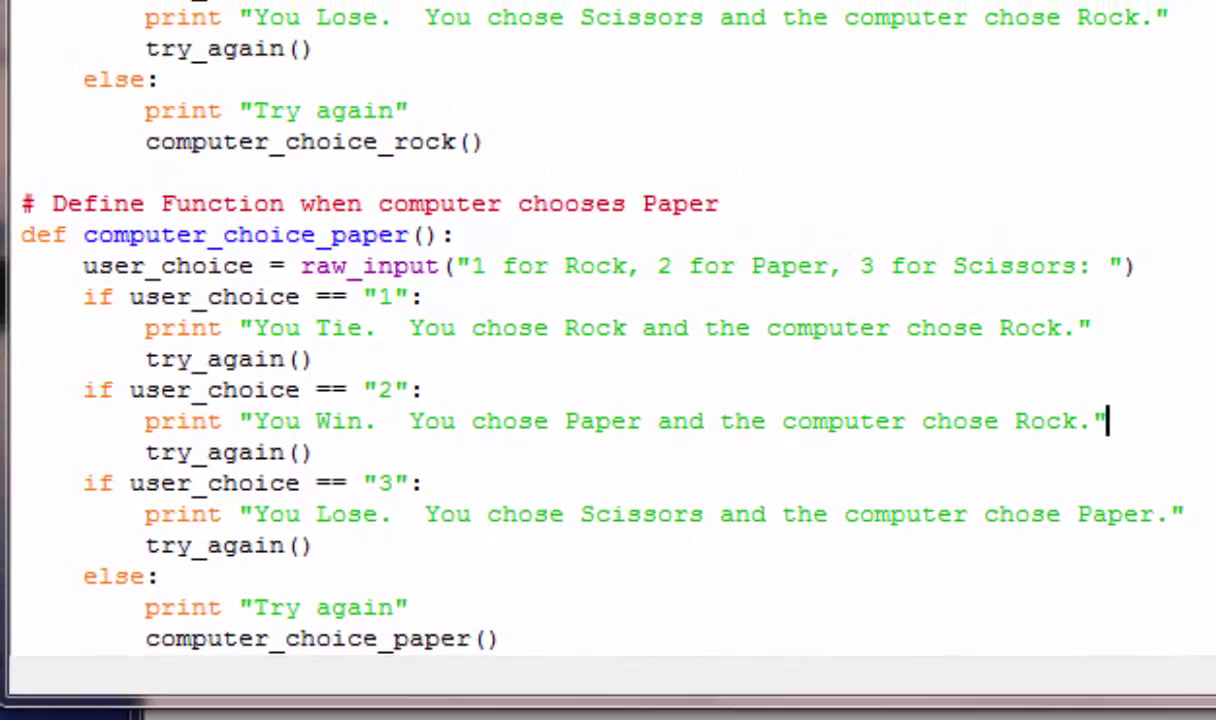 print "You Lose.  You chose Scissors and the computer chose Rock."
try_again()
else:
print "Try again"
computer_choice_rock()
# Define Function when computer chooses Paper
def computer_choice_paper():
user_choice = raw_input("1 for Rock, 2 for Paper, 3 for Scissors: ")
if user_choice == "1":
print "You Tie.  You chose Rock and the computer chose Rock."
try_again()
if user_choice == "2":
print "You Win.  You chose Paper and the computer chose Rock."
try_again()
if user_choice == "3":
print "You Lose.  You chose Scissors and the computer chose Paper."
try_again()
else:
print "Try again"
computer_choice_paper()